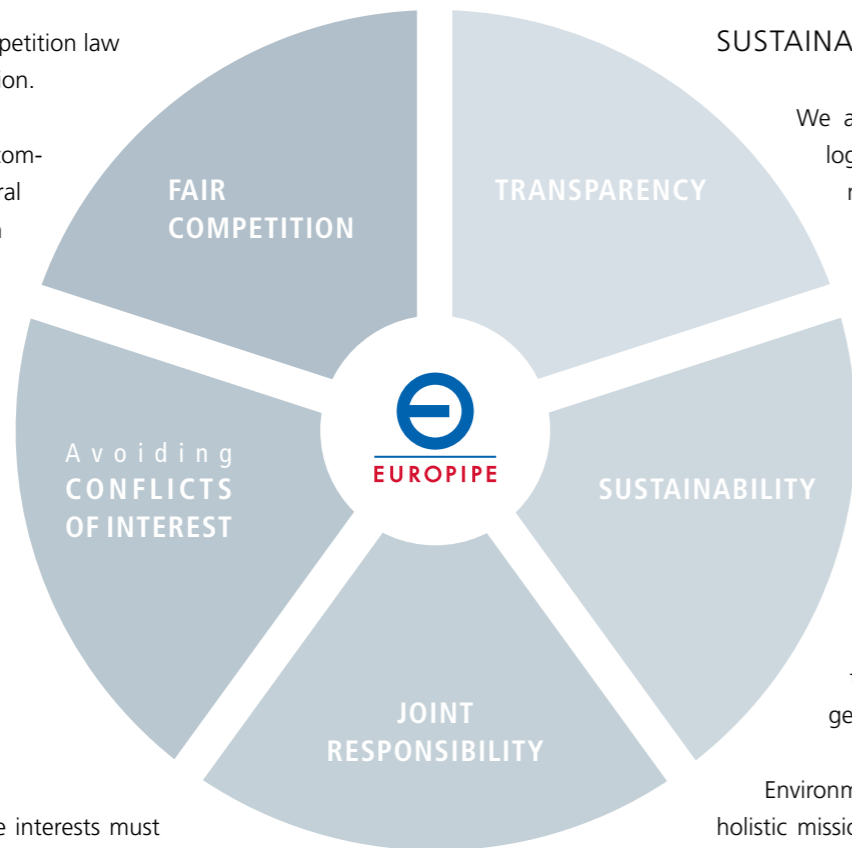 petition law
ion.
com-
ral
SUSTAINA
We a
log
FAIR
COMPETITION
TRANSPARENCY
EUROPIPE
Avoiding
CONFLICTS
OF INTEREST
SUSTAINABILITY
JOINT
RESPONSIBILITY
ge
e interests must
Environm
holistic missio